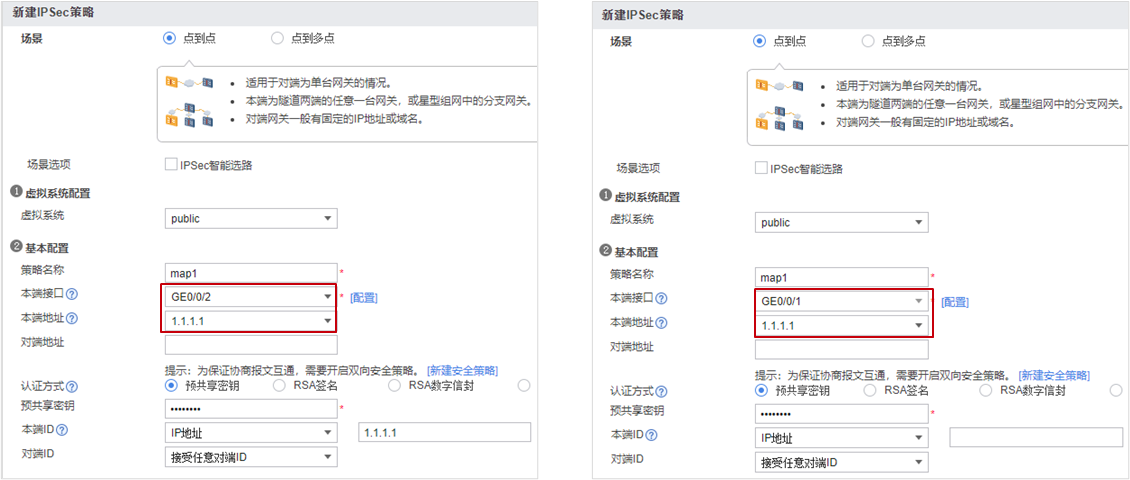 新建IPSec策略
场景
点到点
点到多点
适用于对端为单台网关的情况。
本端为隧道两端的任意一台网关，或星型组网中的分支网关。
对端网关一般有固定的IP地址或域名。
场景选项
IPSec智能选路
1 虚拟系统配置
虚拟系统
public
2 基本配置
策略名称
map1 *
本端接口 ?
GE0/0/2 * [配置]
本端地址 ?
1.1.1.1
对端地址
提示：为保证协商报文互通，需要开启双向安全策略。 [新建安全策略]
认证方式 ?
预共享密钥
RSA签名
RSA数字信封
预共享密钥
•••••••• *
本端ID ?
IP地址
1.1.1.1
对端ID
接受任意对端ID
新建IPSec策略
场景
点到点
点到多点
适用于对端为单台网关的情况。
本端为隧道两端的任意一台网关，或星型组网中的分支网关。
对端网关一般有固定的IP地址或域名。
场景选项
IPSec智能选路
1 虚拟系统配置
虚拟系统
public
2 基本配置
策略名称
map1 *
本端接口 ?
GE0/0/1 * [配置]
本端地址 ?
1.1.1.1
对端地址
提示：为保证协商报文互通，需要开启双向安全策略。 [新建安全策略]
认证方式 ?
预共享密钥
RSA签名
RSA数字信封
预共享密钥
•••••••• *
本端ID ?
IP地址
对端ID
接受任意对端ID